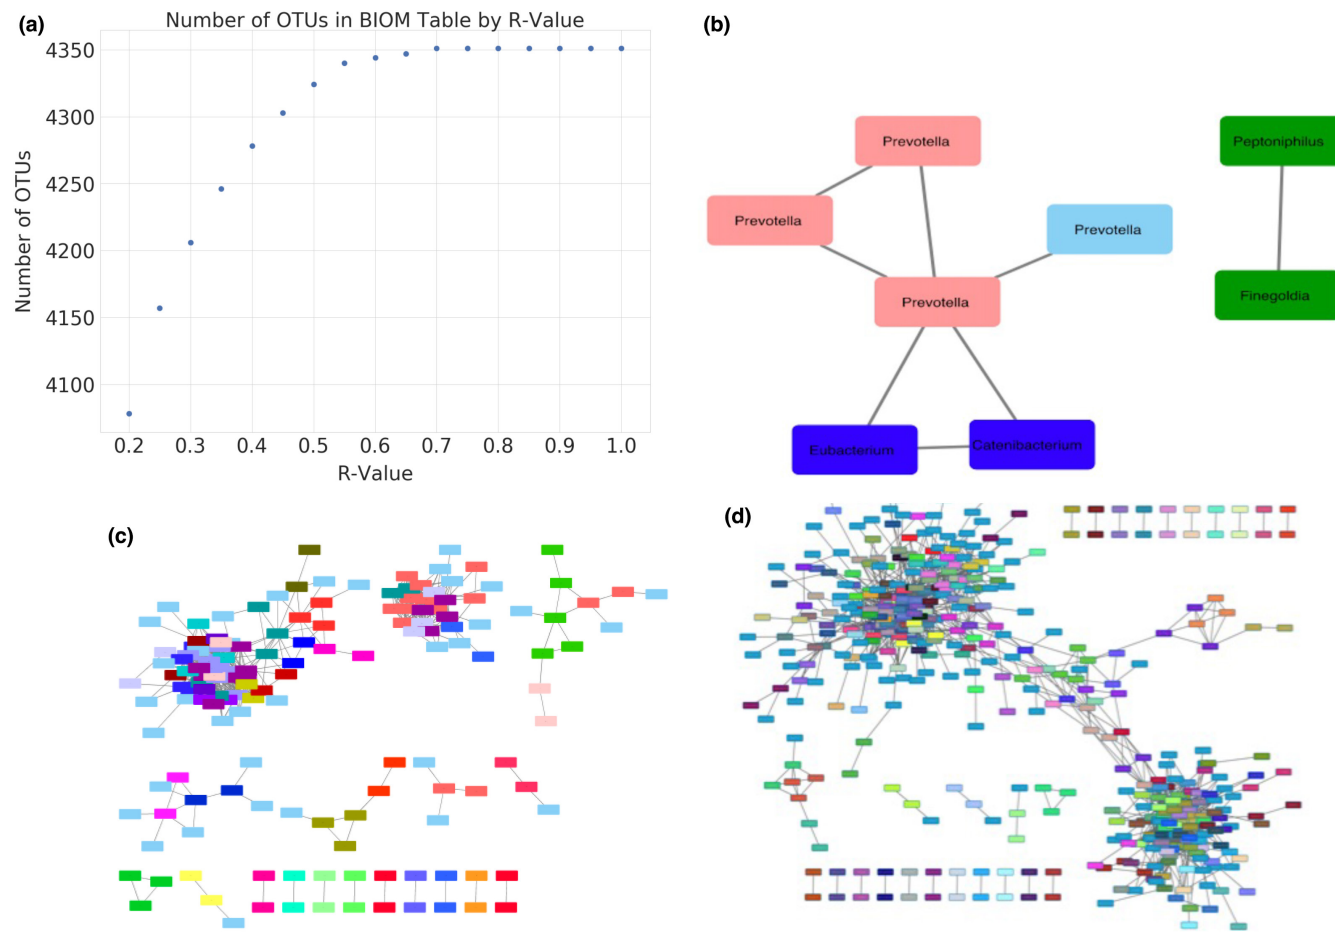 (a)
Number of OTUs in BIOM Table by R-Value
Number of OTUs
4350
4300
4250
4200
4150
4100
0.2 0.3 0.4 0.5 0.6 0.7 0.8 0.9 1.0
R-Value
(b)
Prevotella
Peptoniphilus
Prevotella
Prevotella
Prevotella
Finegoldia
Eubacterium
Catenibacterium
(c)
(d)